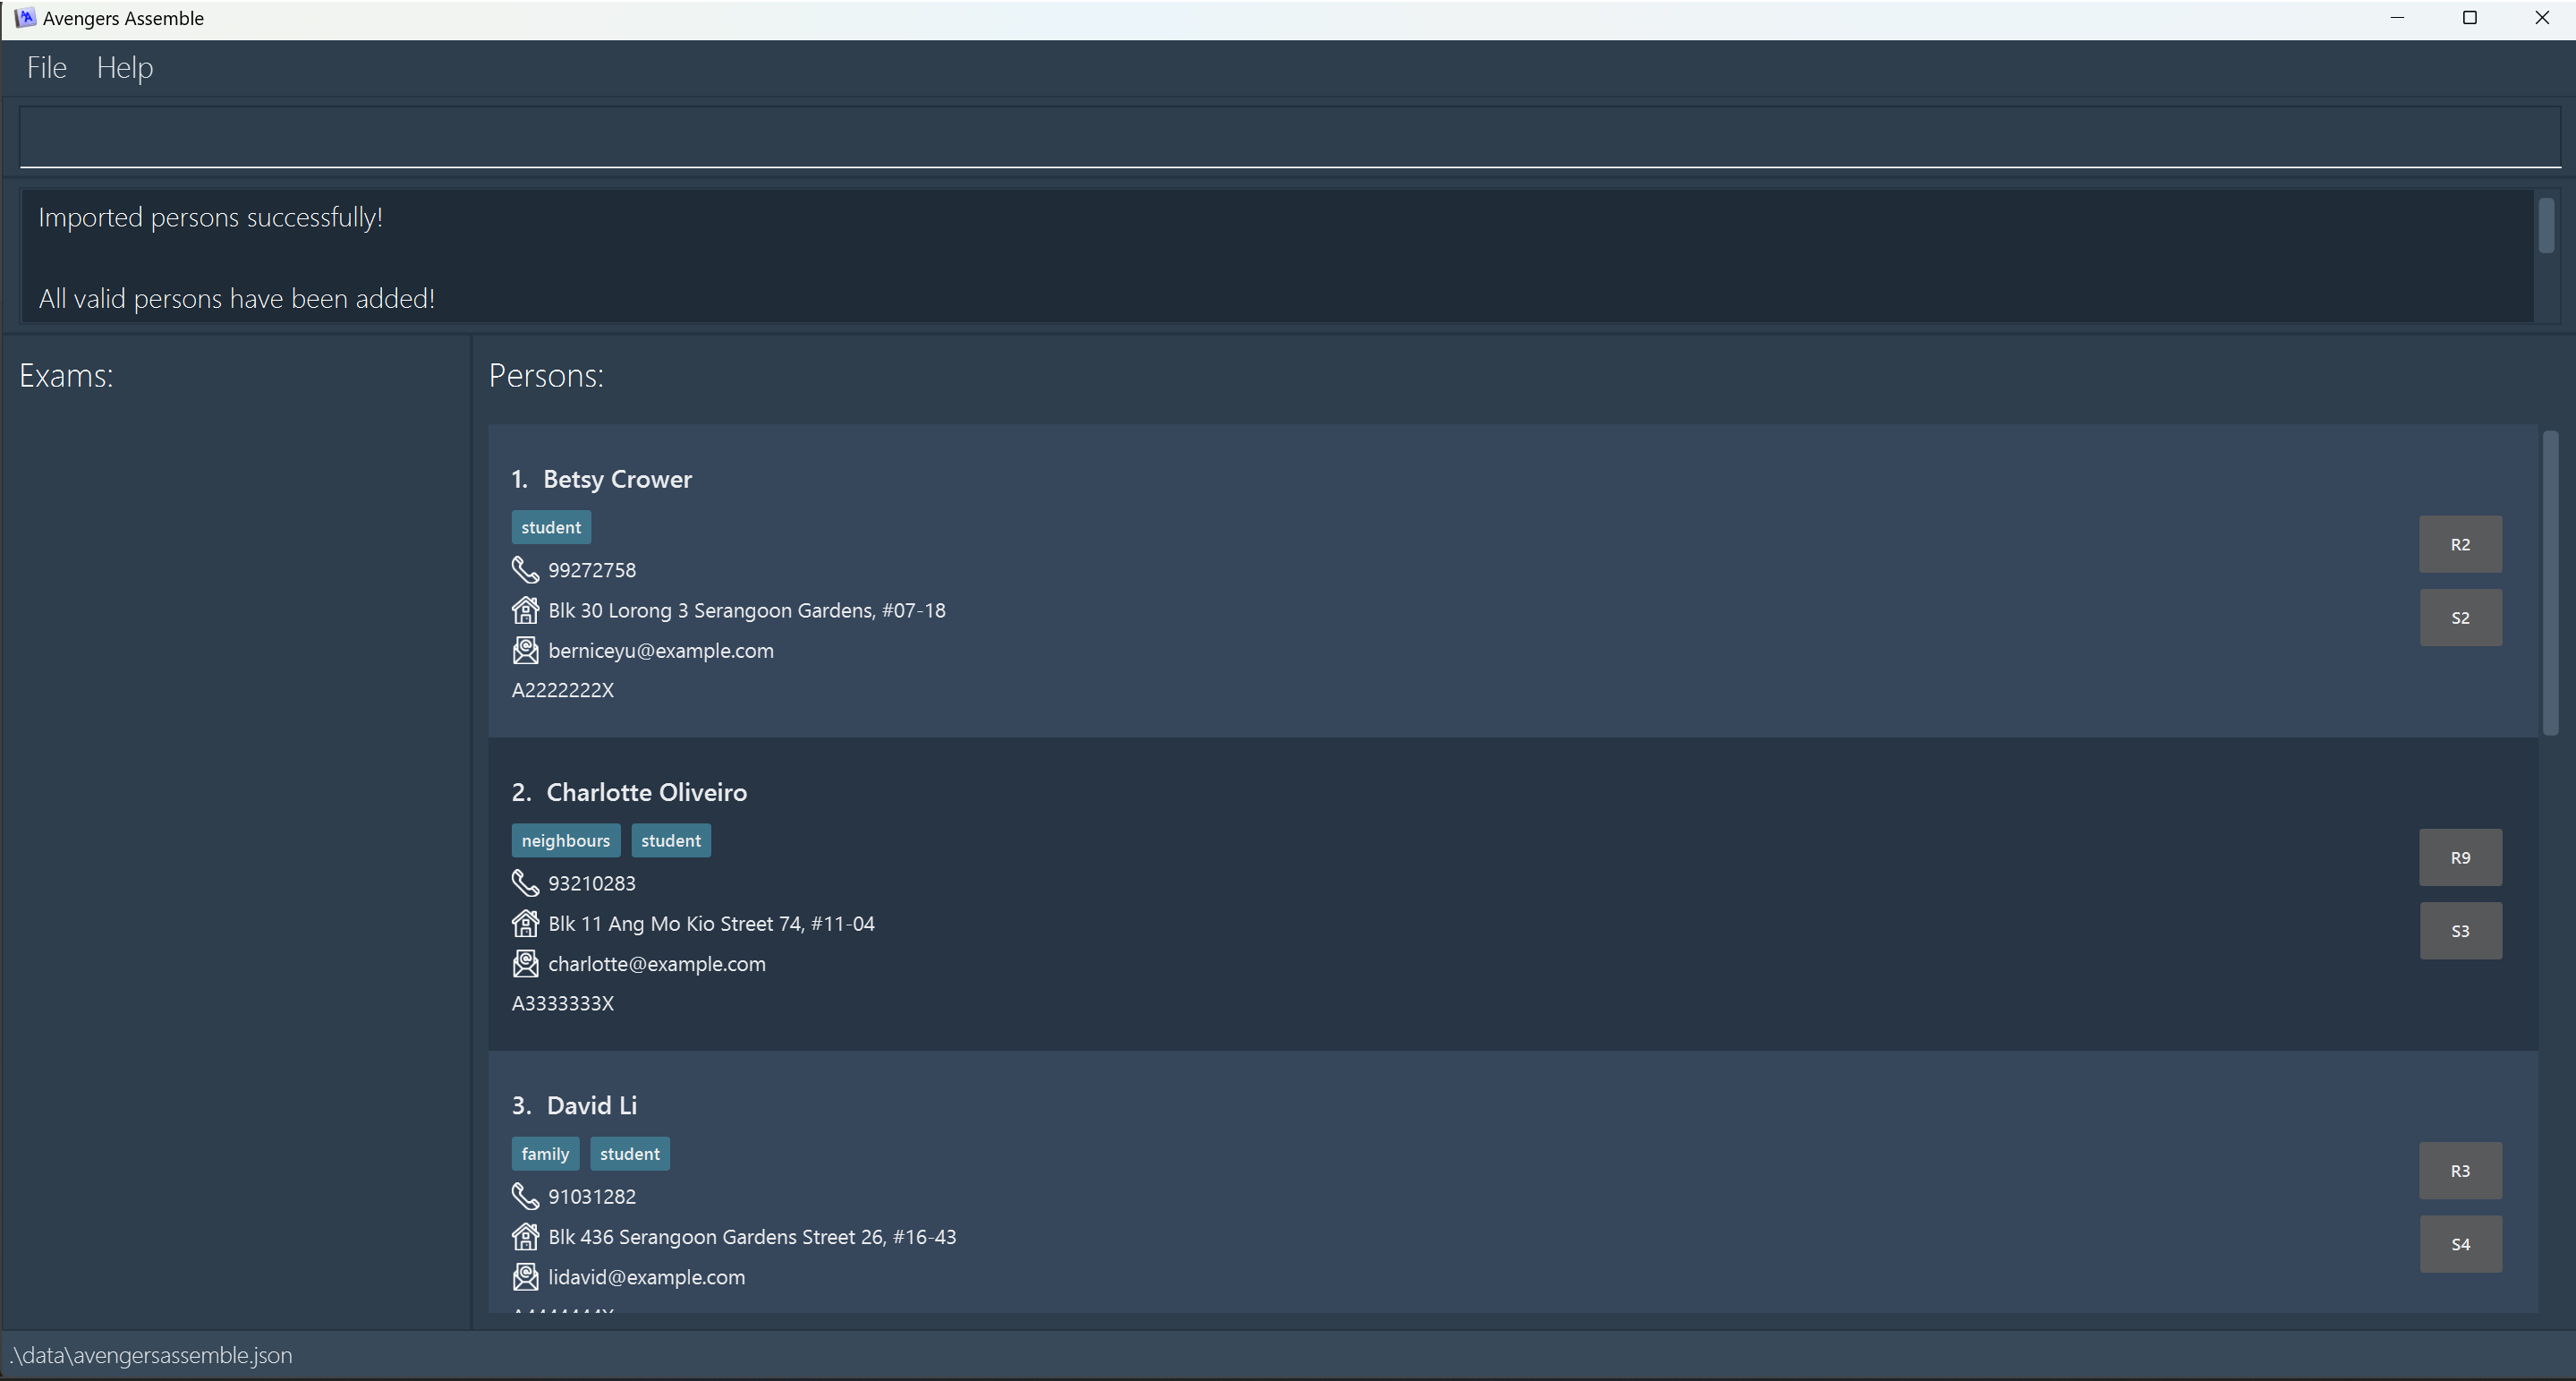 Avengers Assemble
File Help
Imported persons successfully!
All valid persons have been added!
Exams:
Persons:
1. Betsy Crower
student
99272758
Blk 30 Lorong 3 Serangoon Gardens, #07-18
berniceyu@example.com
A2222222X
R2
S2
2. Charlotte Oliveiro
neighbours student
93210283
Blk 11 Ang Mo Kio Street 74, #11-04
charlotte@example.com
A3333333X
R9
S3
3. David Li
family student
91031282
Blk 436 Serangoon Gardens Street 26, #16-43
lidavid@example.com
R3
S4
.\data\avengersassemble.json